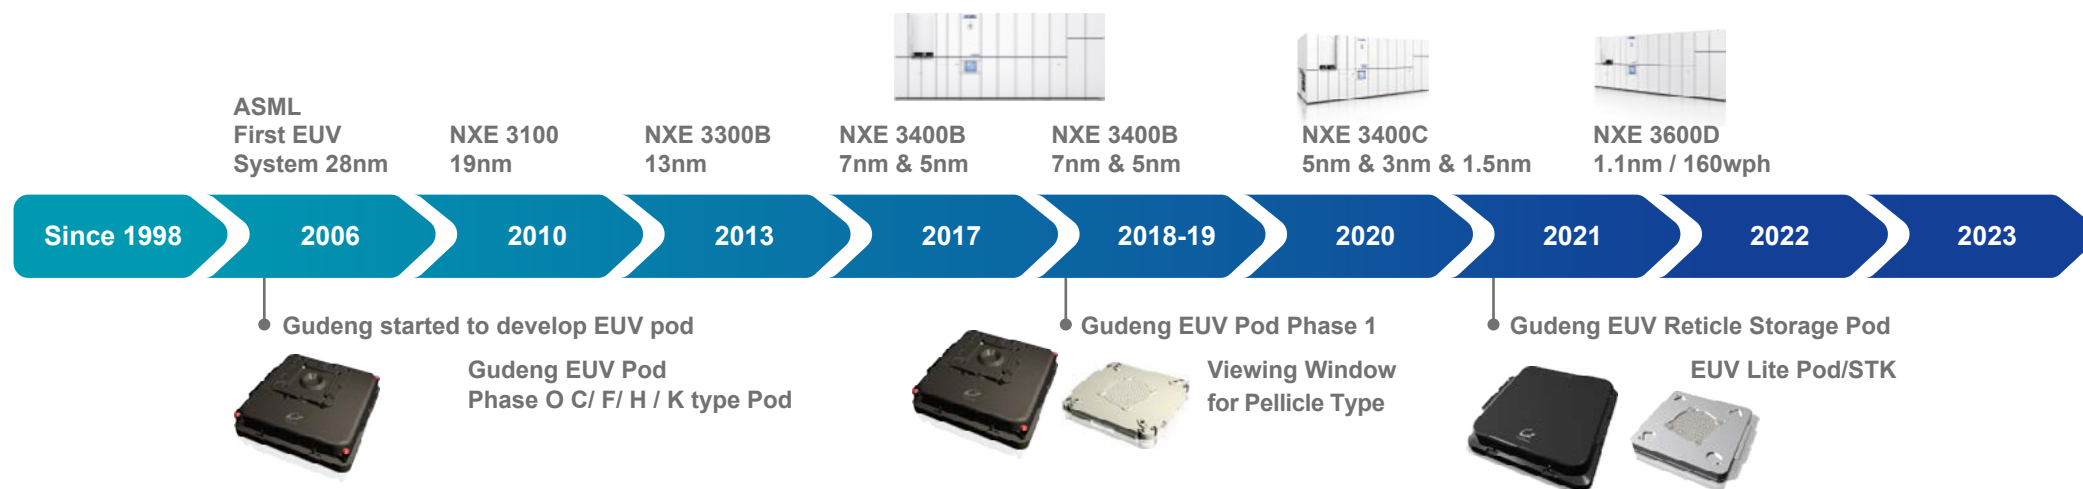 ASML
First EUV
System 28nm
NXE 3100
19nm
NXE 3300B
13nm
NXE 3400B
7nm & 5nm
NXE 3400B
7nm & 5nm
NXE 3400C
5nm & 3nm & 1.5nm
NXE 3600D
1.1nm / 160wph
Since 1998
2006
2010
2013
2017
2018-19
2020
2021
2022
2023
Gudeng started to develop EUV pod
Gudeng EUV Pod
Phase O C/ F/ H / K type Pod
Gudeng EUV Pod Phase 1
Viewing Window
for Pellicle Type
Gudeng EUV Reticle Storage Pod
EUV Lite Pod/STK